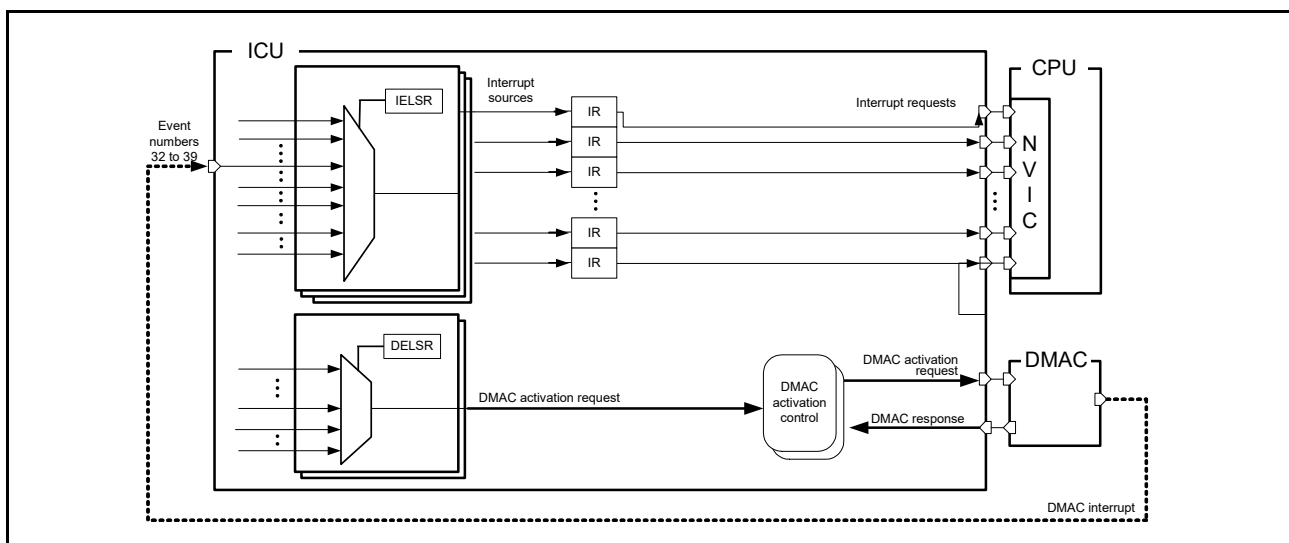 ICU
CPU
IELSR
Interrupt
sources
Interrupt requests
IR
IR
IR
IR
IR
N
V
I
C
Event
numbers
32 to 39
DELSR
DMAC activation request
DMAC
activation
control
DMAC activation
request
DMAC response
DMAC
DMAC interrupt